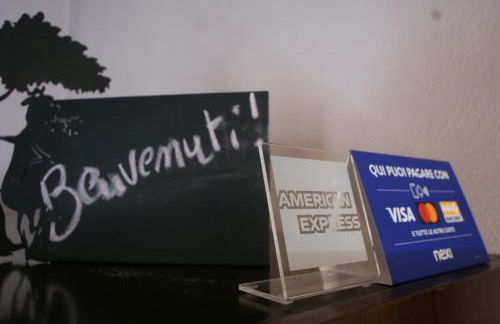 Benvenuti!
AMERICAN
EXPRESS
QUI PUOI PAGARE CON
VISA
E TUTTE LE ALTRE CARTE
nexi